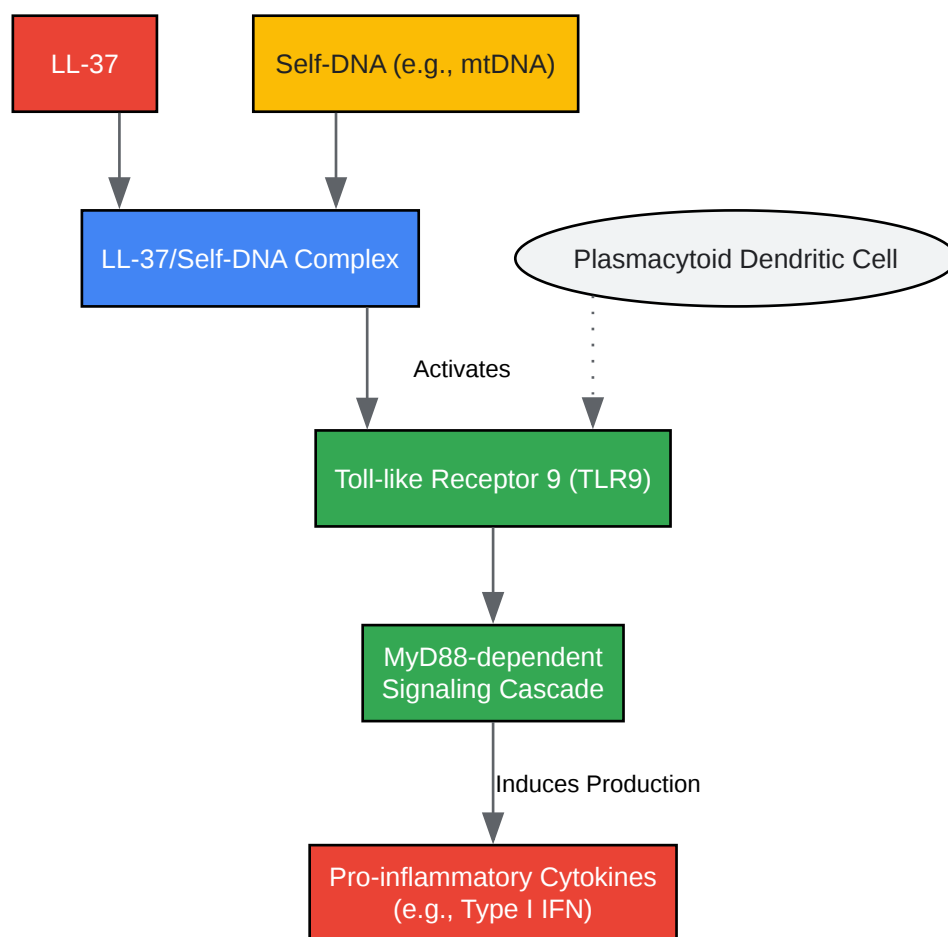 LL-37
Self-DNA (e.g., mtDNA)
LL-37/Self-DNA Complex
Plasmacytoid Dendritic Cell
Activates
Toll-like Receptor 9 (TLR9)
MyD88-dependent
Signaling Cascade
Induces Production
Pro-inflammatory Cytokines
(e.g., Type I IFN)